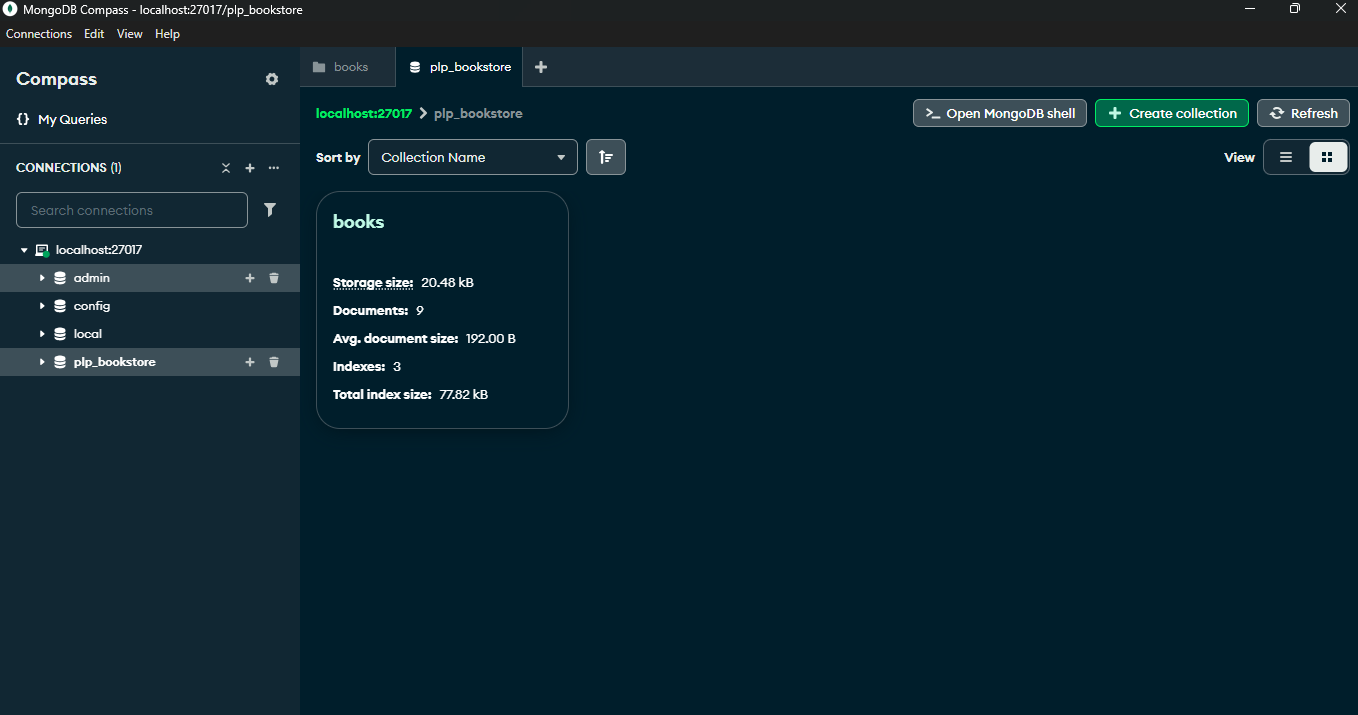 MongoDB Compass - localhost:27017/plp_bookstore
Connections Edit View Help
Compass
{} My Queries
CONNECTIONS (1)
Search connections
localhost:27017
admin
config
local
plp_bookstore
books
plp_bookstore
localhost:27017 > plp_bookstore
>_ Open MongoDB shell
+ Create collection
Refresh
Sort by
Collection Name
View
books
Storage size: 20.48 kB
Documents: 9
Avg. document size: 192.00 B
Indexes: 3
Total index size: 77.82 kB